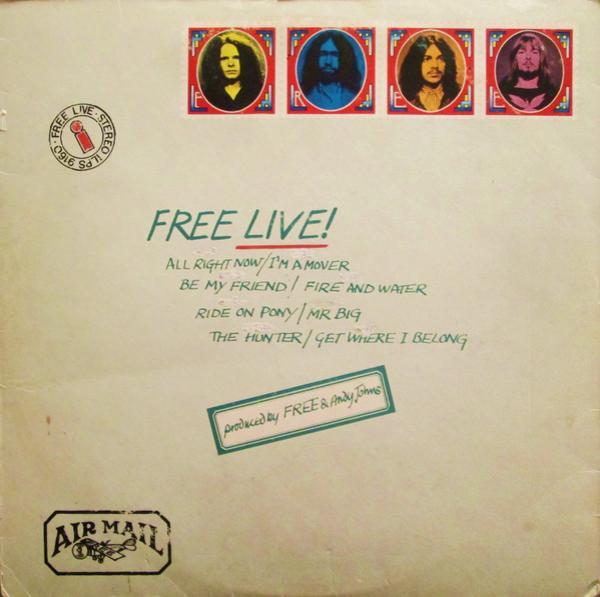 F R E E
FREE LIVE · STEREO ILPS 9160 ·
i
FREE LIVE!
ALL RIGHT NOW/I'M A MOVER
BE MY FRIEND/FIRE AND WATER
RIDE ON PONY/MR BIG
THE HUNTER/GET WHERE I BELONG
produced by FREE & Andy Johns
AIR MAIL